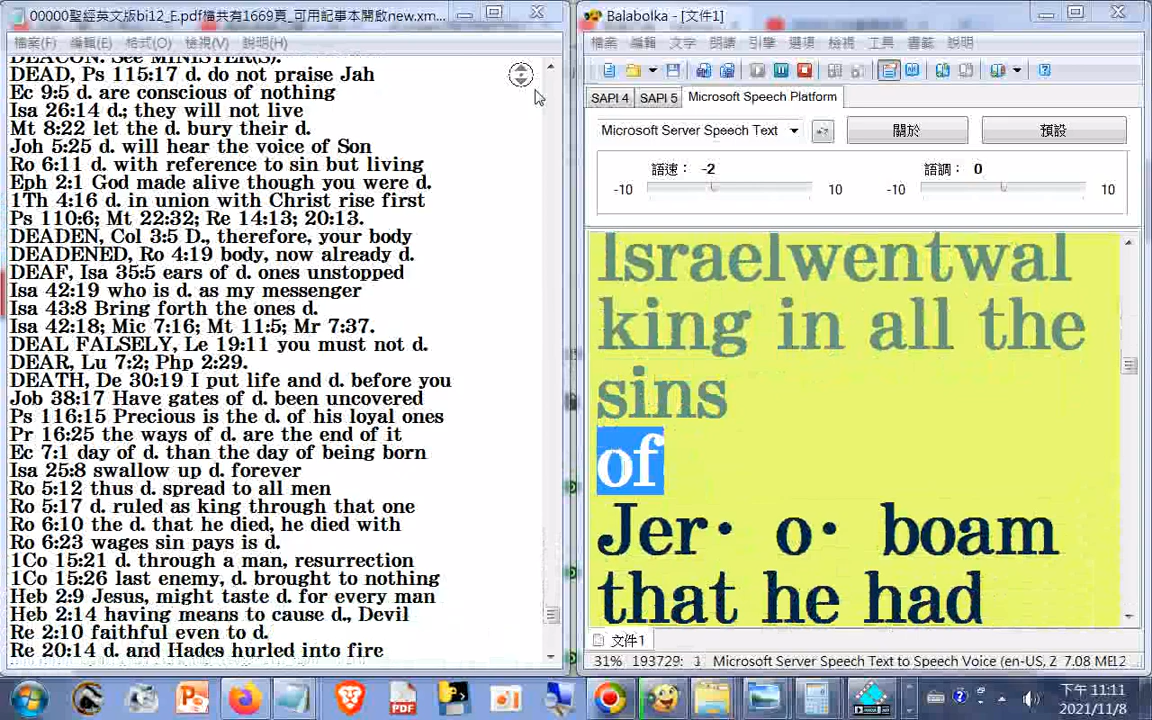 00000聖經英文版bi12_E.pdf檔共有1669頁_可用記事本開啟new.xm...
檔案(F) 編輯(E) 格式(O) 檢視(V) 說明(H)
DEACON. See MINISTER(S).
DEAD, Ps 115:17 d. do not praise Jah
Ec 9:5 d. are conscious of nothing
Isa 26:14 d.; they will not live
Mt 8:22 let the d. bury their d.
Joh 5:25 d. will hear the voice of Son
Ro 6:11 d. with reference to sin but living
Eph 2:1 God made alive though you were d.
1Th 4:16 d. in union with Christ rise first
Ps 110:6; Mt 22:32; Re 14:13; 20:13.
DEADEN, Col 3:5 D., therefore, your body
DEADENED, Ro 4:19 body, now already d.
DEAF, Isa 35:5 ears of d. ones unstopped
Isa 42:19 who is d. as my messenger
Isa 43:8 Bring forth the ones d.
Isa 42:18; Mic 7:16; Mt 11:5; Mr 7:37.
DEAL FALSELY, Le 19:11 you must not d.
DEAR, Lu 7:2; Php 2:29.
DEATH, De 30:19 I put life and d. before you
Job 38:17 Have gates of d. been uncovered
Ps 116:15 Precious is the d. of his loyal ones
Pr 16:25 the ways of d. are the end of it
Ec 7:1 day of d. than the day of being born
Isa 25:8 swallow up d. forever
Ro 5:12 thus d. spread to all men
Ro 5:17 d. ruled as king through that one
Ro 6:10 the d. that he died, he died with
Ro 6:23 wages sin pays is d.
1Co 15:21 d. through a man, resurrection
1Co 15:26 last enemy, d. brought to nothing
Heb 2:9 Jesus, might taste d. for every man
Heb 2:14 having means to cause d., Devil
Re 2:10 faithful even to d.
Re 20:14 d. and Hades hurled into fire
Balabolka - [文件1]
檔案 編輯 文字 朗讀 引擎 選項 檢視 工具 書籤 說明
SAPI 4 SAPI 5 Microsoft Speech Platform
Microsoft Server Speech Text 關於 預設
語速： -2 語調： 0
-10 10 -10 10
Israelwentwal
king in all the
sins
of
Jer· o· boam
that he had
文件1
31% 193729: 1 Microsoft Server Speech Text to Speech Voice (en-US, Z 7.08 ME12
PDF
下午 11:11
2021/11/8